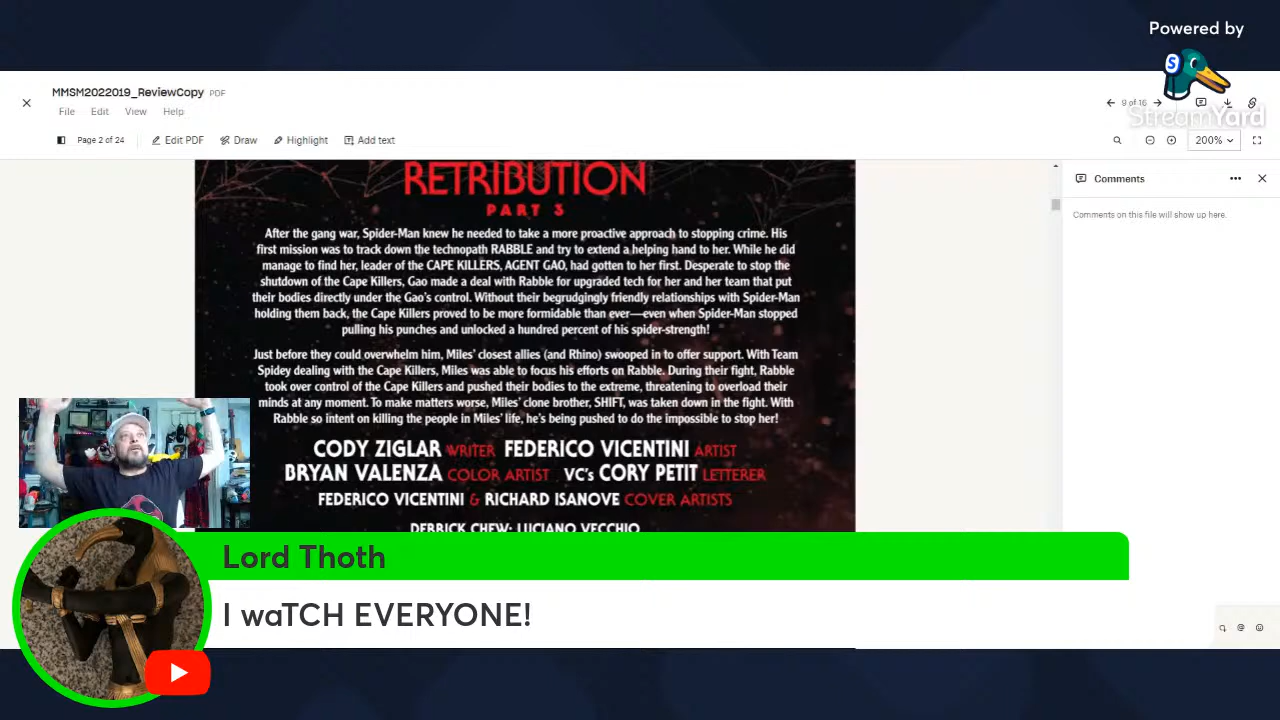 Powered by
StreamYard
MMSM2022019_ReviewCopy PDF
File Edit View Help
9 of 16
Page 2 of 24 Edit PDF Draw Highlight Add text
200%
Comments
Comments on this file will show up here.
RETRIBUTION
PART 3
After the gang war, Spider-Man knew he needed to take a more proactive approach to stopping crime. His
first mission was to track down the technopath RABBLE and try to extend a helping hand to her. While he did
manage to find her, leader of the CAPE KILLERS, AGENT GAO, had gotten to her first. Desperate to stop the
shutdown of the Cape Killers, Gao made a deal with Rabble for upgraded tech for her and her team that put
their bodies directly under the Gao's control. Without their begrudgingly friendly relationships with Spider-Man
holding them back, the Cape Killers proved to be more formidable than ever—even when Spider-Man stopped
pulling his punches and unlocked a hundred percent of his spider-strength!
Just before they could overwhelm him, Miles' closest allies (and Rhino) swooped in to offer support. With Team
Spidey dealing with the Cape Killers, Miles was able to focus his efforts on Rabble. During their fight, Rabble
took over control of the Cape Killers and pushed their bodies to the extreme, threatening to overload their
minds at any moment. To make matters worse, Miles' clone brother, SHIFT, was taken down in the fight. With
Rabble so intent on killing the people in Miles' life, he's being pushed to do the impossible to stop her!
CODY ZIGLAR WRITER FEDERICO VICENTINI ARTIST
BRYAN VALENZA COLOR ARTIST VC's CORY PETIT LETTERER
FEDERICO VICENTINI & RICHARD ISANOVE COVER ARTISTS
DERRICK CHEW; LUCIANO VECCHIO
Lord Thoth
I waTCH EVERYONE!